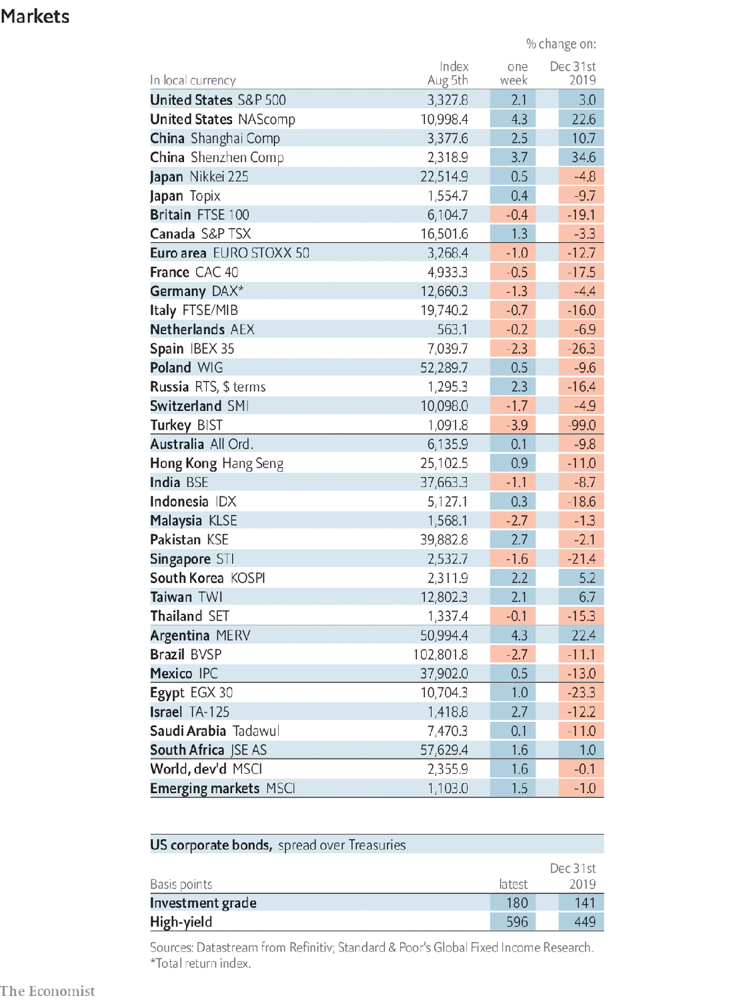 Markets
% change on:
Index one Dec 31st
In local currency Aug 5th week 2019
United States S&P 500 3,327.8 2.1 3.0
United States NAScomp 10,998.4 4.3 22.6
China Shanghai Comp 3,377.6 2.5 10.7
China Shenzhen Comp 2,318.9 3.7 34.6
Japan Nikkei 225 22,514.9 0.5 -4.8
Japan Topix 1,554.7 0.4 -9.7
Britain FTSE 100 6,104.7 -0.4 -19.1
Canada S&P TSX 16,501.6 1.3 -3.3
Euro area EURO STOXX 50 3,268.4 -1.0 -12.7
France CAC 40 4,933.3 -0.5 -17.5
Germany DAX* 12,660.3 -1.3 -4.4
Italy FTSE/MIB 19,740.2 -0.7 -16.0
Netherlands AEX 563.1 -0.2 -6.9
Spain IBEX 35 7,039.7 -2.3 -26.3
Poland WIG 52,289.7 0.5 -9.6
Russia RTS, $ terms 1,295.3 2.3 -16.4
Switzerland SMI 10,098.0 -1.7 -4.9
Turkey BIST 1,091.8 -3.9 -99.0
Australia All Ord. 6,135.9 0.1 -9.8
Hong Kong Hang Seng 25,102.5 0.9 -11.0
India BSE 37,663.3 -1.1 -8.7
Indonesia IDX 5,127.1 0.3 -18.6
Malaysia KLSE 1,568.1 -2.7 -1.3
Pakistan KSE 39,882.8 2.7 -2.1
Singapore STI 2,532.7 -1.6 -21.4
South Korea KOSPI 2,311.9 2.2 5.2
Taiwan TWI 12,802.3 2.1 6.7
Thailand SET 1,337.4 -0.1 -15.3
Argentina MERV 50,994.4 4.3 22.4
Brazil BVSP 102,801.8 -2.7 -11.1
Mexico IPC 37,902.0 0.5 -13.0
Egypt EGX 30 10,704.3 1.0 -23.3
Israel TA-125 1,418.8 2.7 -12.2
Saudi Arabia Tadawul 7,470.3 0.1 -11.0
South Africa JSE AS 57,629.4 1.6 1.0
World, dev'd MSCI 2,355.9 1.6 -0.1
Emerging markets MSCI 1,103.0 1.5 -1.0
US corporate bonds, spread over Treasuries
Dec 31st
Basis points latest 2019
Investment grade 180 141
High-yield 596 449
Sources: Datastream from Refinitiv; Standard & Poor's Global Fixed Income Research.
*Total return index.
The Economist